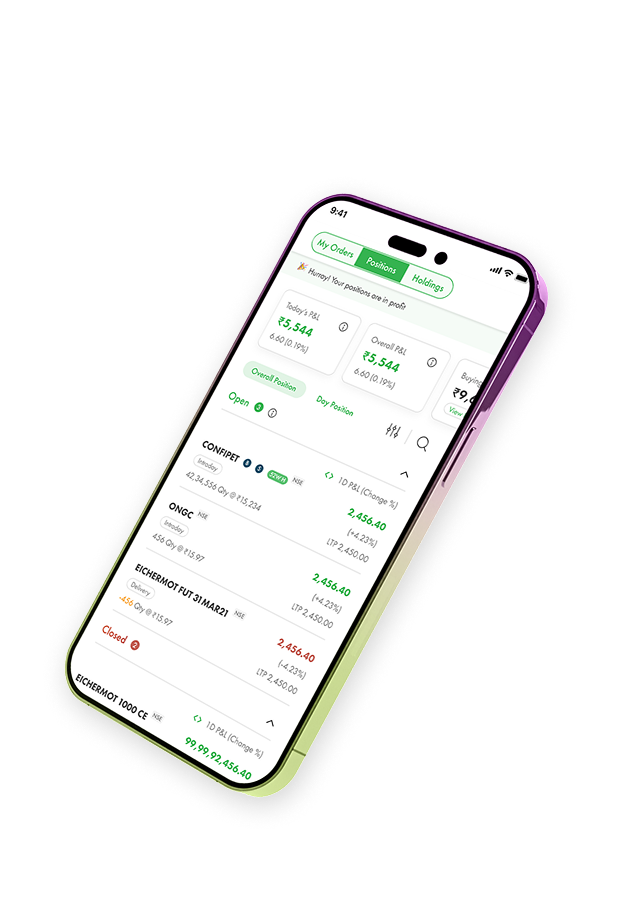 9:41
My Orders Positions Holdings
🎉 Hurray! Your positions are in profit
Today's P&L
₹5,544
6.60 (0.19%)
Overall P&L
₹5,544
6.60 (0.19%)
Buying
₹9,6
View
Overall Position Day Position
Open 3
1D P&L (Change %)
CONFIPET 52W H NSE
Intraday
42,34,556 Qty @ ₹15,234
2,456.40
(+4.23%)
LTP 2,450.00
ONGC NSE
Intraday
456 Qty @ ₹15.97
2,456.40
(+4.23%)
LTP 2,450.00
EICHERMOT FUT 31 MAR21 NSE
Delivery
-456 Qty @ ₹15.97
2,456.40
(-4.23%)
LTP 2,450.00
Closed 2
1D P&L (Change %)
EICHERMOT 1000 CE NSE
99,99,92,456.40